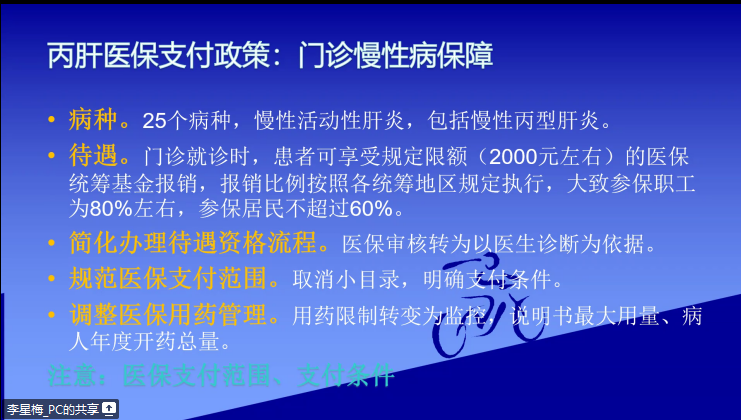 丙肝医保支付政策：门诊慢性病保障
• 病种。25个病种，慢性活动性肝炎，包括慢性丙型肝炎。
• 待遇。门诊就诊时，患者可享受规定限额（2000元左右）的医保
统筹基金报销，报销比例按照各统筹地区规定执行，大致参保职工
为80%左右，参保居民不超过60%。
• 简化办理待遇资格流程。医保审核转为以医生诊断为依据。
• 规范医保支付范围。取消小目录，明确支付条件。
• 调整医保用药管理。用药限制转变为监控，说明书最大用量、病
人年度开药总量。
注意：医保支付范围、支付条件
李星梅_PC的共享